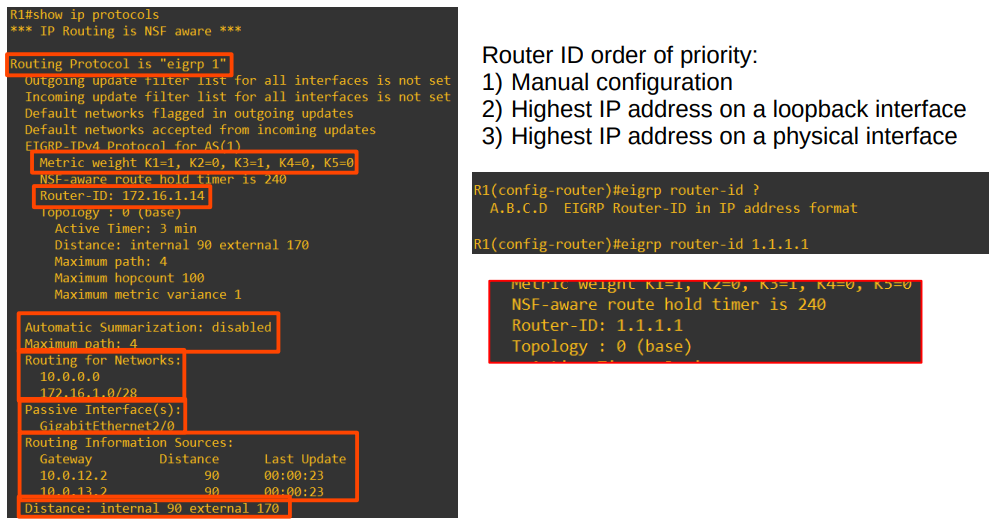 R1#show ip protocols
*** IP Routing is NSF aware ***
Routing Protocol is "eigrp 1"
Outgoing update filter list for all interfaces is not set
Incoming update filter list for all interfaces is not set
Default networks flagged in outgoing updates
Default networks accepted from incoming updates
EIGRP-IPv4 Protocol for AS(1)
Metric weight K1=1, K2=0, K3=1, K4=0, K5=0
NSF-aware route hold timer is 240
Router-ID: 172.16.1.14
Topology : 0 (base)
Active Timer: 3 min
Distance: internal 90 external 170
Maximum path: 4
Maximum hopcount 100
Maximum metric variance 1
Automatic Summarization: disabled
Maximum path: 4
Routing for Networks:
10.0.0.0
172.16.1.0/28
Passive Interface(s):
GigabitEthernet2/0
Routing Information Sources:
Gateway Distance Last Update
10.0.12.2 90 00:00:23
10.0.13.2 90 00:00:23
Distance: internal 90 external 170
Router ID order of priority:
1) Manual configuration
2) Highest IP address on a loopback interface
3) Highest IP address on a physical interface
R1(config-router)#eigrp router-id ?
A.B.C.D EIGRP Router-ID in IP address format
R1(config-router)#eigrp router-id 1.1.1.1
Metric weight K1=1, K2=0, K3=1, K4=0, K5=0
NSF-aware route hold timer is 240
Router-ID: 1.1.1.1
Topology : 0 (base)